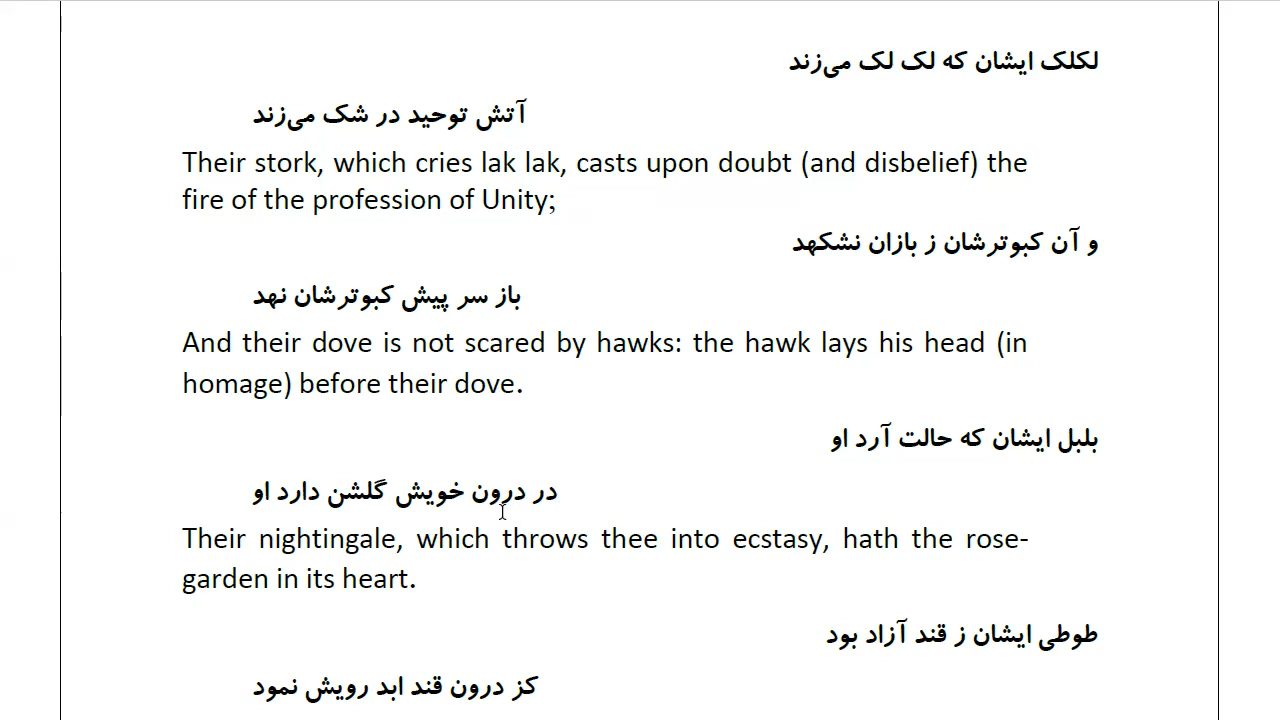 لکلک ایشان که لک لک می‌زند
آتش توحید در شک می‌زند
Their stork, which cries lak lak, casts upon doubt (and disbelief) the
fire of the profession of Unity;
و آن کبوترشان ز بازان نشکهد
باز سر پیش کبوترشان نهد
And their dove is not scared by hawks: the hawk lays his head (in
homage) before their dove.
بلبل ایشان که حالت آرد او
در درون خویش گلشن دارد او
Their nightingale, which throws thee into ecstasy, hath the rose-
garden in its heart.
طوطی ایشان ز قند آزاد بود
کز درون قند ابد رویش نمود